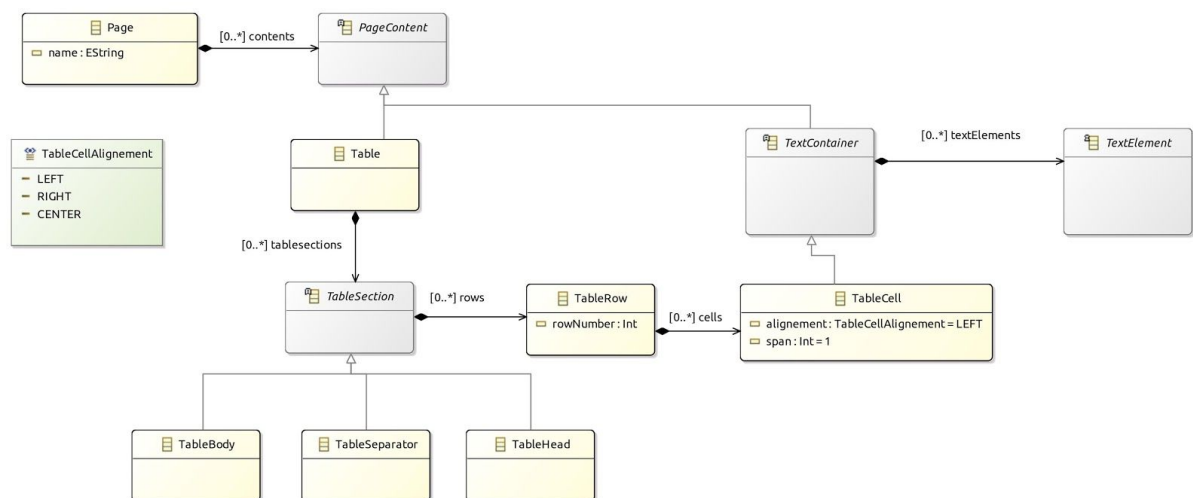 Page
name : EString
[0..*] contents
PageContent
TableCellAlignement
LEFT
RIGHT
CENTER
Table
TextContainer
[0..*] textElements
TextElement
[0..*] tablesections
TableSection
[0..*] rows
TableRow
rowNumber : Int
[0..*] cells
TableCell
alignement : TableCellAlignement = LEFT
span : Int = 1
TableBody
TableSeparator
TableHead